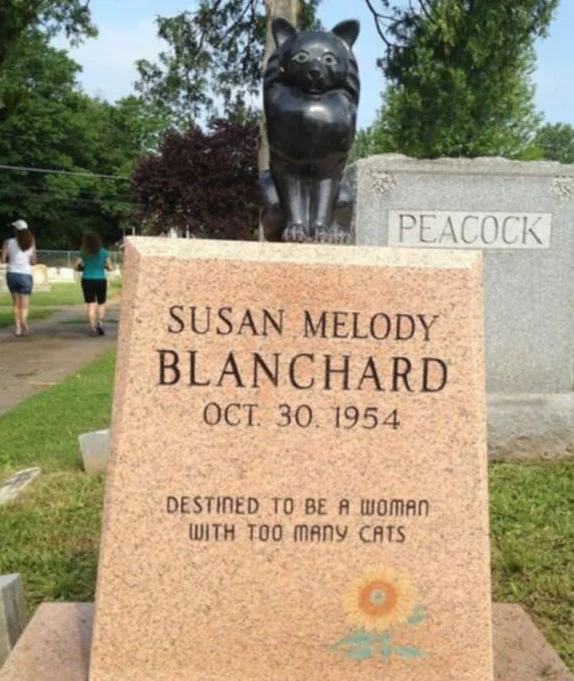 PEACOCK
SUSAN MELODY
BLANCHARD
OCT. 30. 1954
DESTINED TO BE A WOMAN
WITH TOO MANY CATS